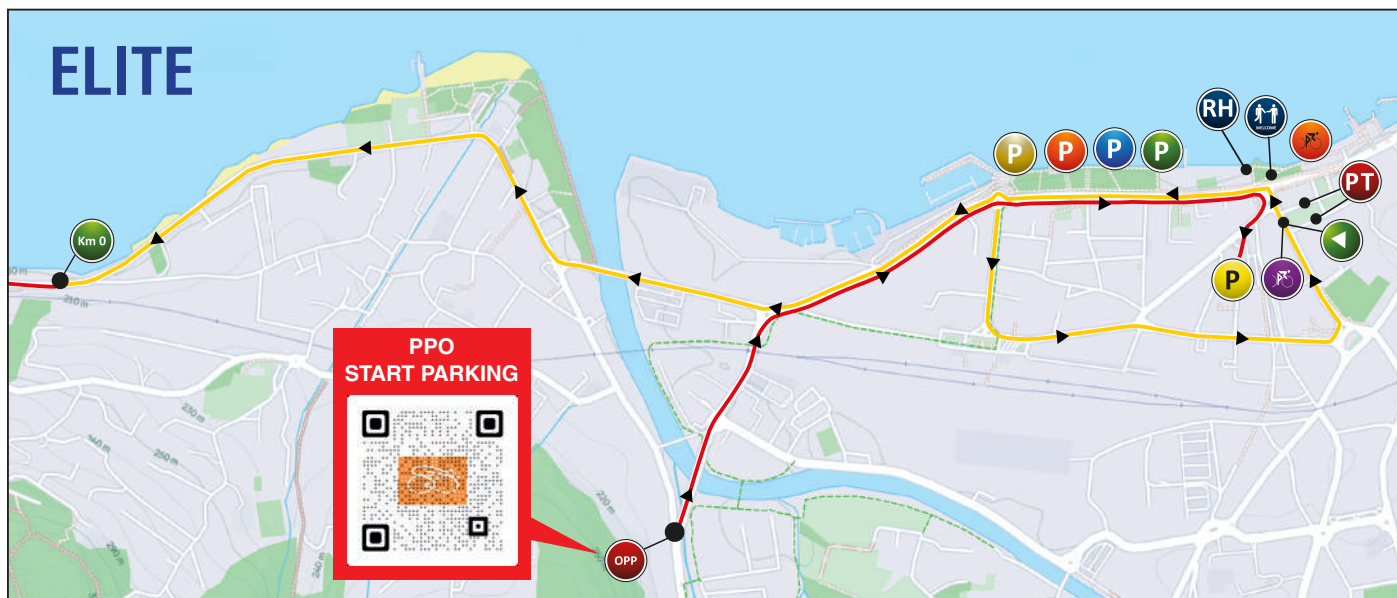 ELITE
RH
WELCOME
P
P
P
P
PT
Km 0
210 m
P
PPO
START PARKING
230 m
250 m
220 m
OPP
240 m